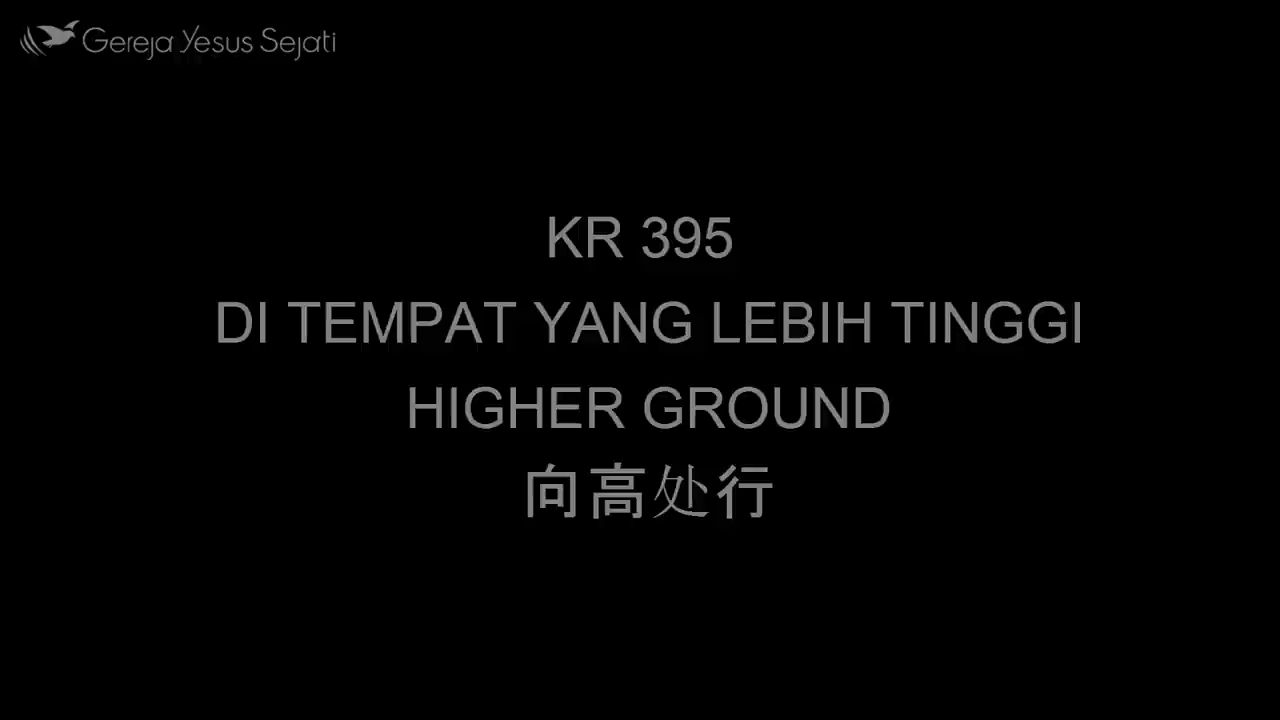 Gereja Yesus Sejati
KR 395
DI TEMPAT YANG LEBIH TINGGI
HIGHER GROUND
向高处行